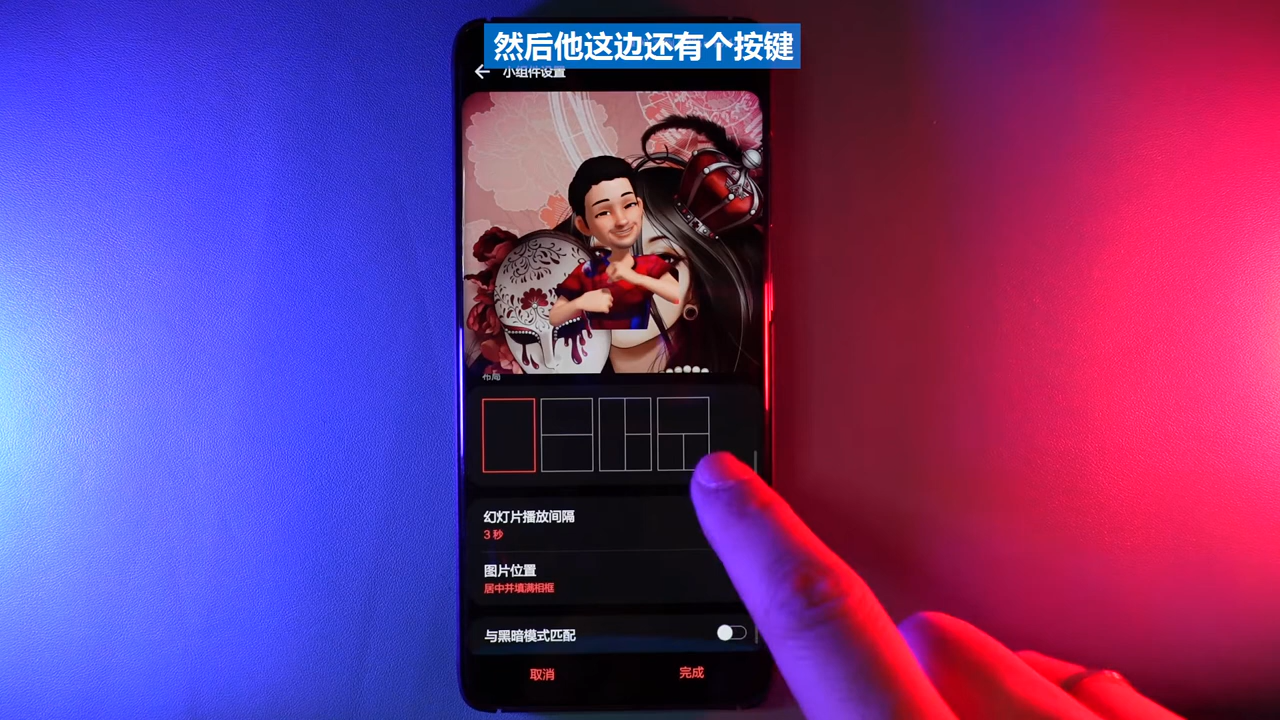 然后他这边还有个按键
小组件设置
布局
幻灯片播放间隔
3 秒
图片位置
居中并填满相框
与黑暗模式匹配
取消
完成